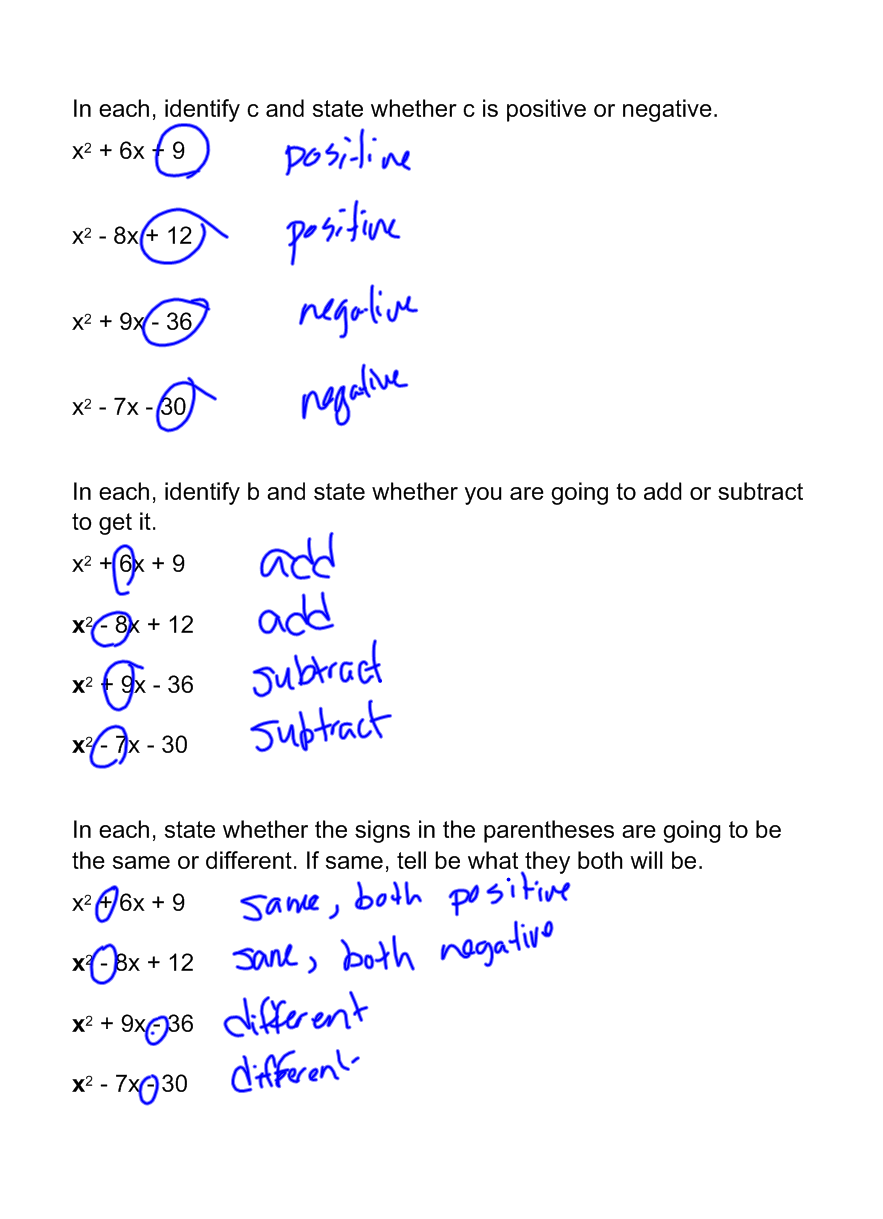 In each, identify c and state whether c is positive or negative.
x² + 6x + 9 positive
x² - 8x + 12 positive
x² + 9x - 36 negative
x² - 7x - 30 negative
In each, identify b and state whether you are going to add or subtract
to get it.
x² + 6x + 9 add
x² - 8x + 12 add
x² + 9x - 36 subtract
x² - 7x - 30 subtract
In each, state whether the signs in the parentheses are going to be
the same or different. If same, tell be what they both will be.
x² + 6x + 9 same, both positive
x² - 8x + 12 same, both negative
x² + 9x - 36 different
x² - 7x - 30 different